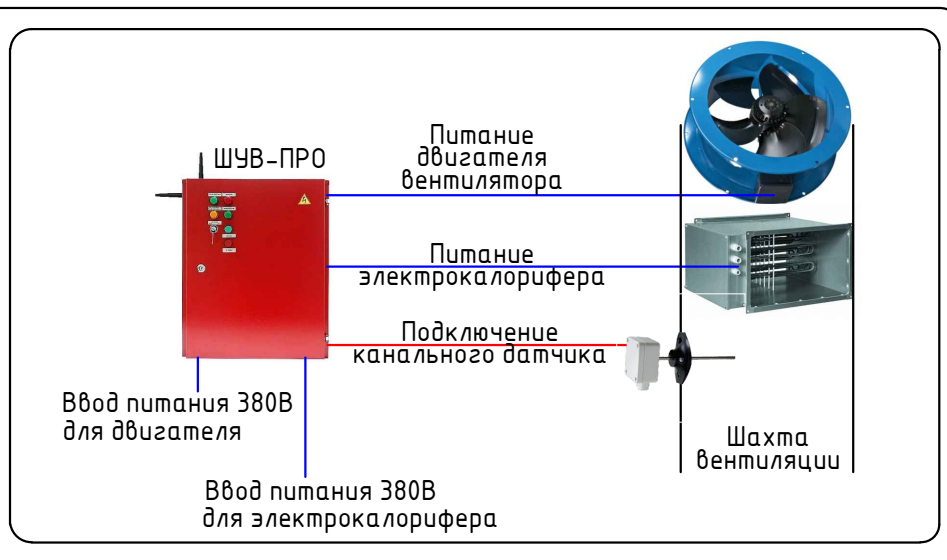 ШУВ-ПРО
Питание
двигателя
вентилятора
Питание
электрокалорифера
Подключение
канального датчика
Ввод питания 380В
для двигателя
Шахта
вентиляции
Ввод питания 380В
для электрокалорифера